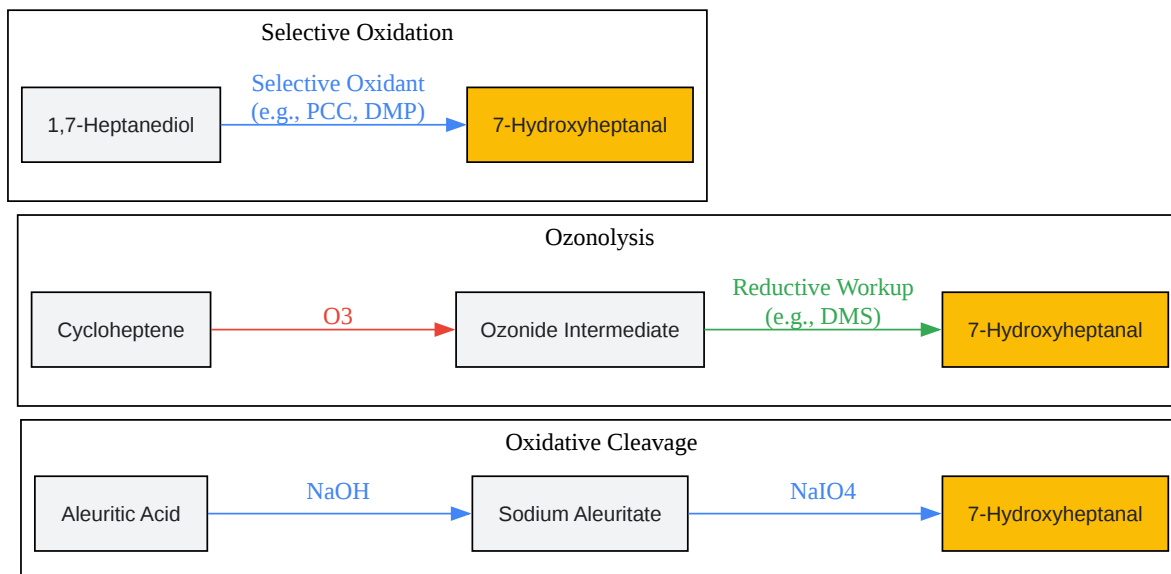 Selective Oxidation
1,7-Heptanediol
Selective Oxidant
(e.g., PCC, DMP)
7-Hydroxyheptanal
Ozonolysis
Cycloheptene
O3
Ozonide Intermediate
Reductive Workup
(e.g., DMS)
7-Hydroxyheptanal
Oxidative Cleavage
Aleuritic Acid
NaOH
Sodium Aleuritate
NaIO4
7-Hydroxyheptanal